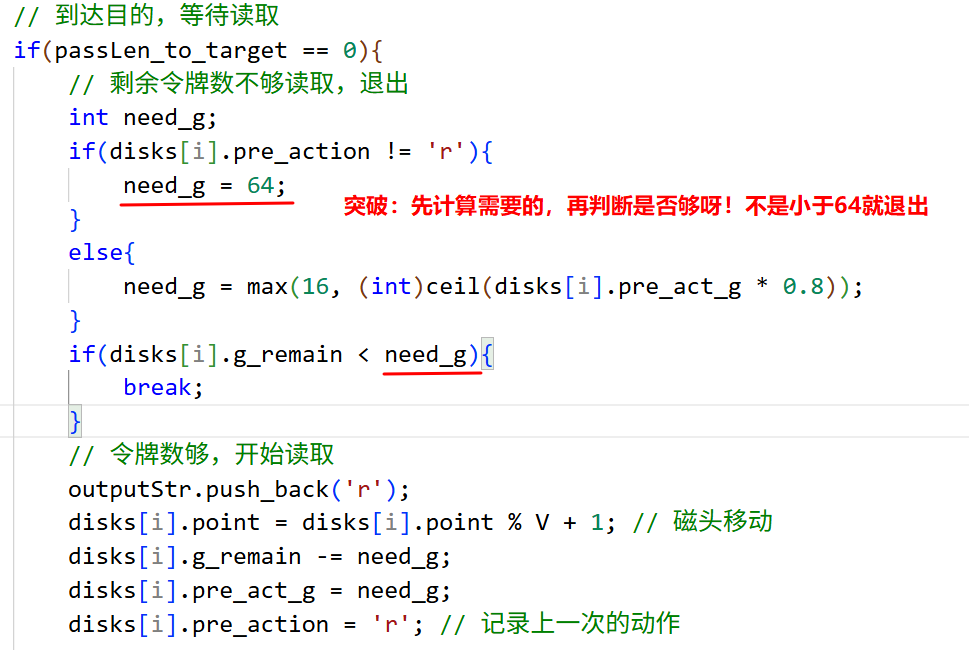 // 到达目的，等待读取
if(passLen_to_target == 0){
// 剩余令牌数不够读取，退出
int need_g;
if(disks[i].pre_action != 'r'){
need_g = 64;
突破：先计算需要的，再判断是否够呀！不是小于64就退出
}
else{
need_g = max(16, (int)ceil(disks[i].pre_act_g * 0.8));
}
if(disks[i].g_remain < need_g){
break;
}
// 令牌数够，开始读取
outputStr.push_back('r');
disks[i].point = disks[i].point % V + 1; // 磁头移动
disks[i].g_remain -= need_g;
disks[i].pre_act_g = need_g;
disks[i].pre_action = 'r'; // 记录上一次的动作